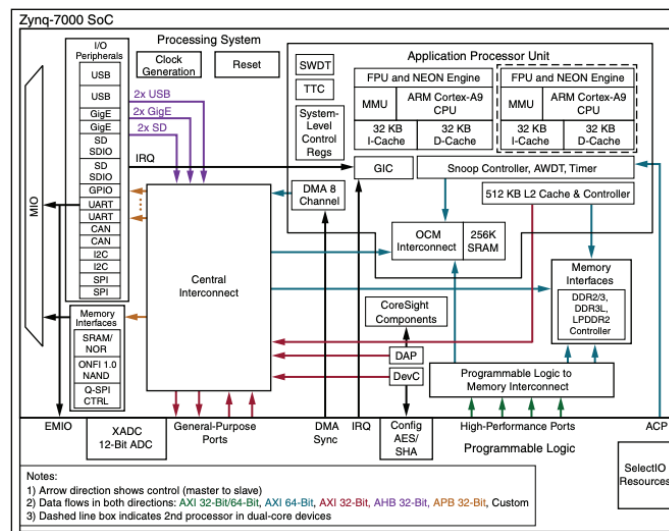 Zynq-7000 SoC
I/O
Peripherals
USB
USB
GigE
GigE
SD
SDIO
SD
SDIO
GPIO
UART
UART
CAN
CAN
I2C
I2C
SPI
SPI
MIO
Memory
Interfaces
SRAM/
NOR
ONFI 1.0
NAND
Q-SPI
CTRL
Processing System
Clock
Generation
Reset
2x USB
2x GigE
2x SD
IRQ
Central
Interconnect
SWDT
TTC
System-
Level
Control
Regs
DMA 8
Channel
Application Processor Unit
FPU and NEON Engine
MMU
ARM Cortex-A9
CPU
32 KB
I-Cache
32 KB
D-Cache
FPU and NEON Engine
MMU
ARM Cortex-A9
CPU
32 KB
I-Cache
32 KB
D-Cache
GIC
Snoop Controller, AWDT, Timer
512 KB L2 Cache & Controller
OCM
Interconnect
256K
SRAM
Memory
Interfaces
DDR2/3,
DDR3L,
LPDDR2
Controller
CoreSight
Components
DAP
DevC
Programmable Logic to
Memory Interconnect
EMIO
XADC
12-Bit ADC
General-Purpose
Ports
DMA
Sync
IRQ
Config
AES/
SHA
High-Performance Ports
ACP
Programmable Logic
SelectIO
Resources
Notes:
1) Arrow direction shows control (master to slave)
2) Data flows in both directions: AXI 32-Bit/64-Bit, AXI 64-Bit, AXI 32-Bit, AHB 32-Bit, APB 32-Bit, Custom
3) Dashed line box indicates 2nd processor in dual-core devices